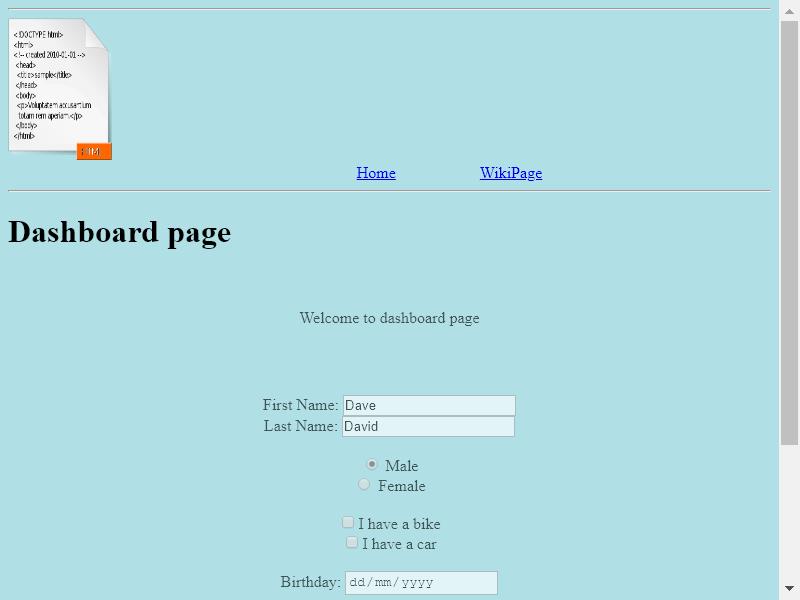 <!DOCTYPE html>
<html>
<!-- created 2010-01-01 -->
<head>
<title>sample</title>
</head>
<body>
<p>Voluptatem accusantium
totam rem aperiam.</p>
</body>
</html>
HTML
Home WikiPage
Dashboard page
Welcome to dashboard page
First Name: Dave
Last Name: David
Male
Female
I have a bike
I have a car
Birthday: dd/mm/yyyy